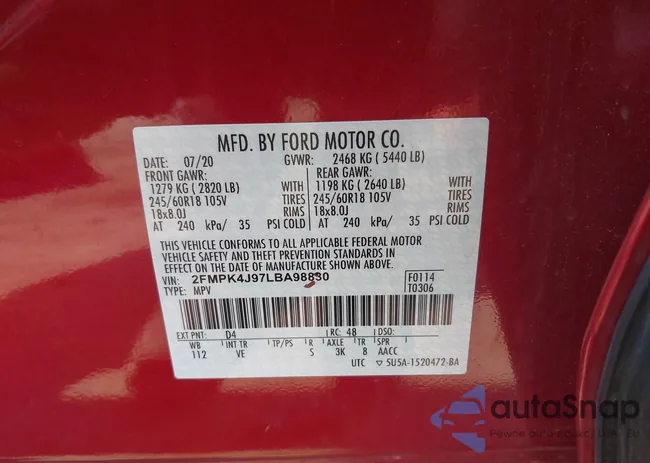 MFD. BY FORD MOTOR CO.
DATE: 07/20 GVWR: 2468 KG ( 5440 LB)
FRONT GAWR: REAR GAWR:
1279 KG ( 2820 LB) WITH 1198 KG ( 2640 LB) WITH
245/60R18 105V TIRES 245/60R18 105V TIRES
18x8.0J RIMS 18x8.0J RIMS
AT 240 kPa/ 35 PSI COLD AT 240 kPa/ 35 PSI COLD
THIS VEHICLE CONFORMS TO ALL APPLICABLE FEDERAL MOTOR
VEHICLE SAFETY AND THEFT PREVENTION STANDARDS IN
EFFECT ON THE DATE OF MANUFACTURE SHOWN ABOVE.
VIN: 2FMPK4J97LBA98830 F0114
TYPE: MPV T0306
EXT PNT: D4 RC: 48 DSO:
WB INT TR TP/PS R AXLE TR SPR
112 VE S 3K 8 AACC
UTC ▽ 5U5A-1520472-BA
autoSnap